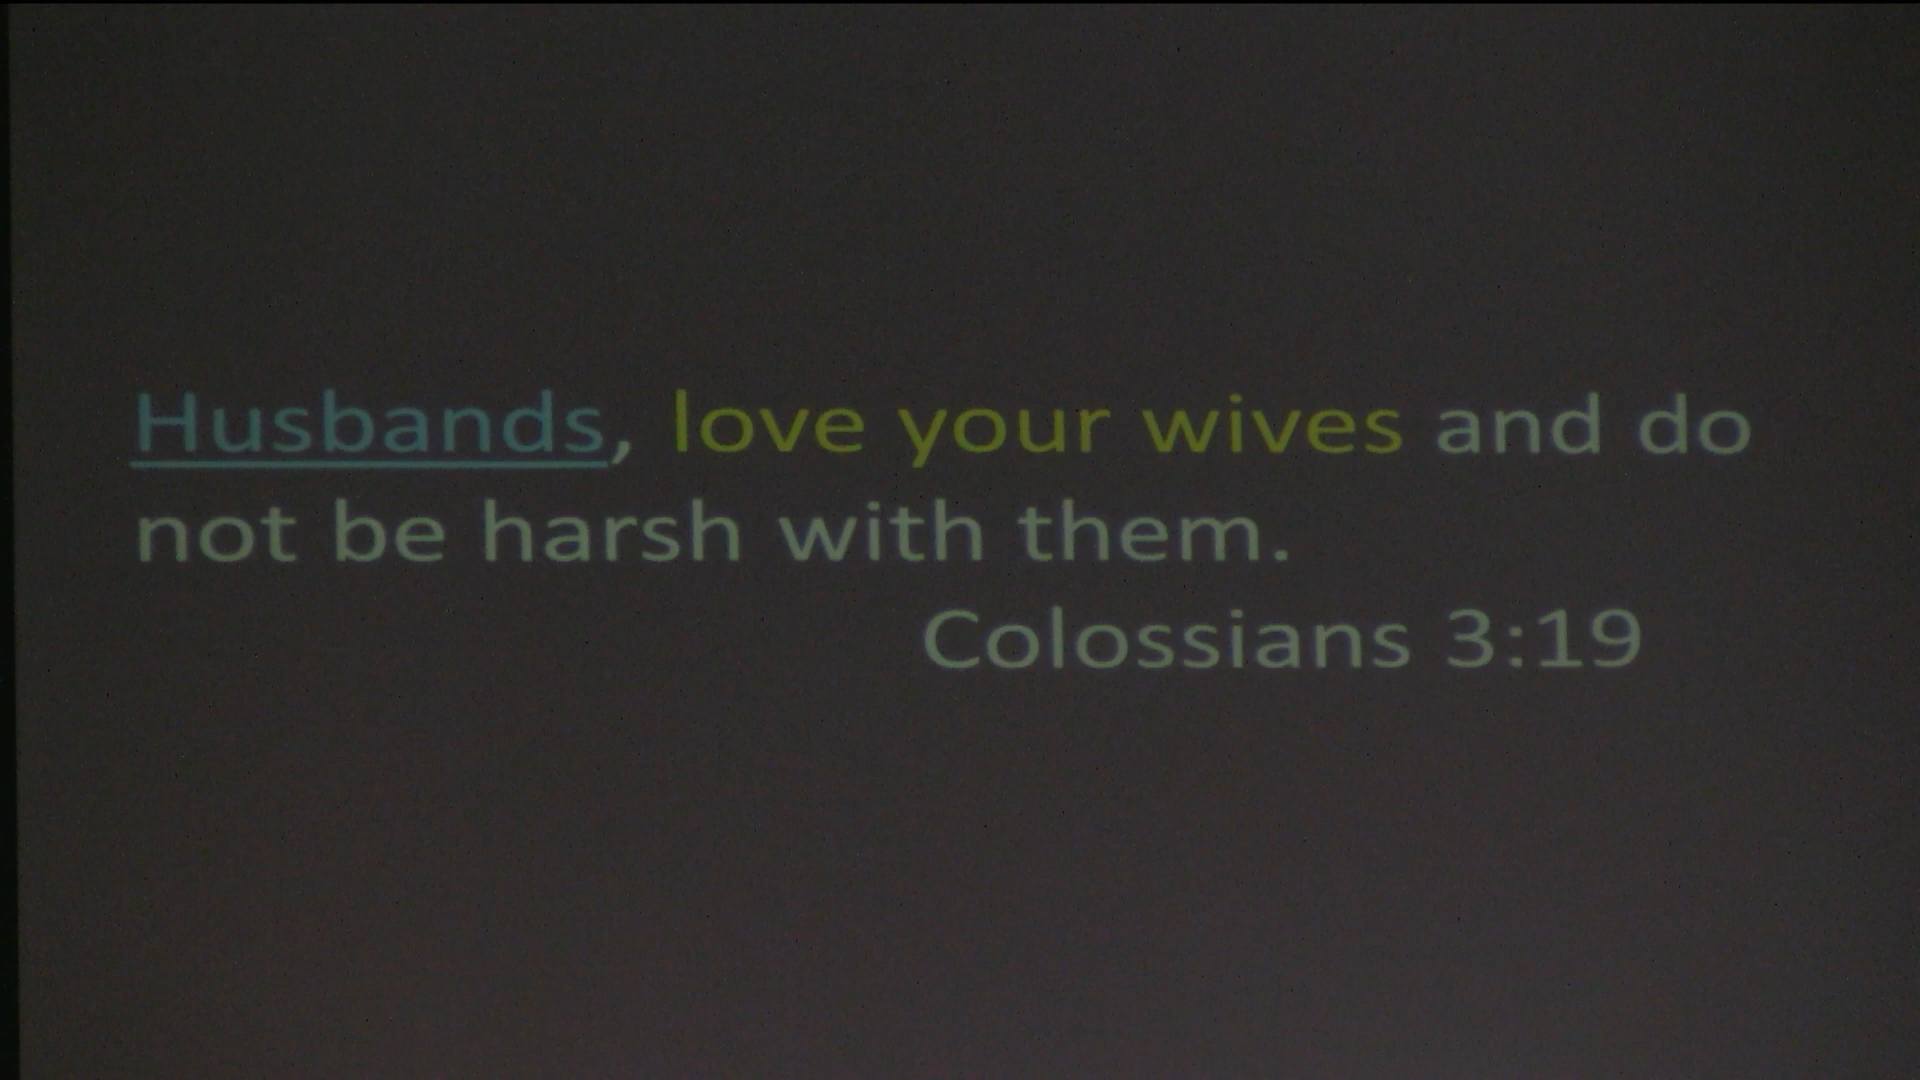 Husbands, love your wives and do
not be harsh with them.
Colossians 3:19